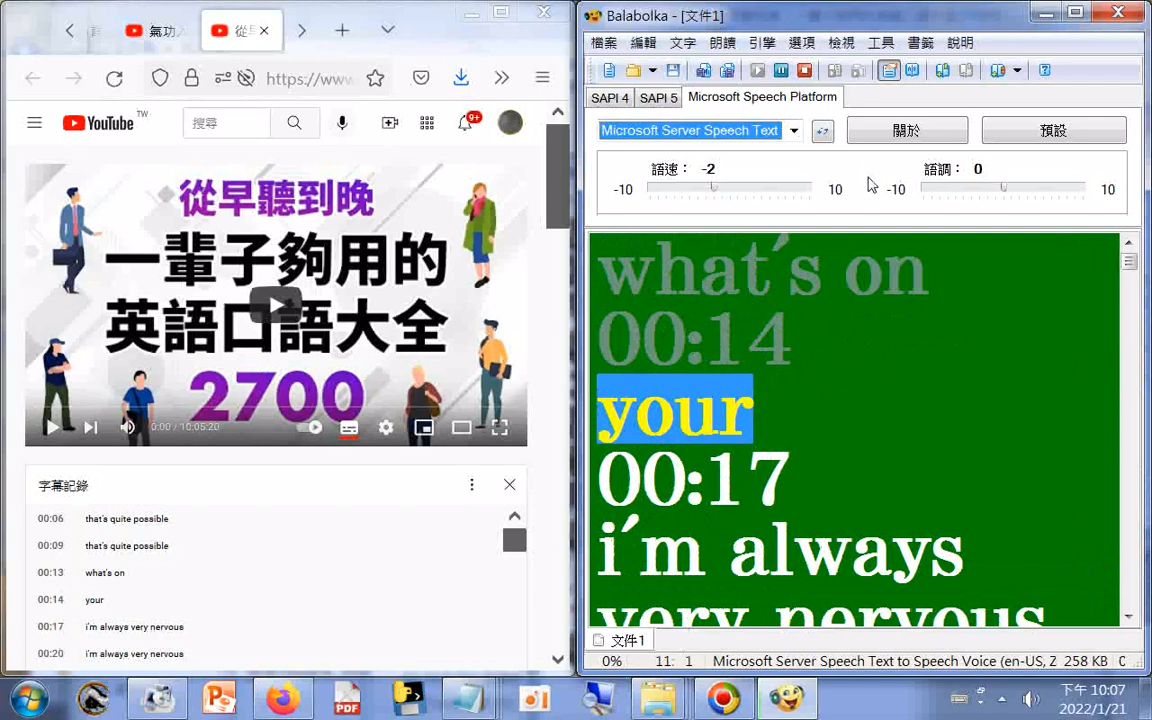 氣功
從
https://www
YouTube TW
搜尋
9+
從早聽到晚
一輩子夠用的
英語口語大全
2700
0:00 / 10:05:20
字幕記錄
00:06 that's quite possible
00:09 that's quite possible
00:13 what's on
00:14 your
00:17 i'm always very nervous
00:20 i'm always very nervous
Balabolka - [文件1]
檔案 編輯 文字 朗讀 引擎 選項 檢視 工具 書籤 說明
SAPI 4 SAPI 5 Microsoft Speech Platform
Microsoft Server Speech Text 關於 預設
語速： -2 語調： 0
-10 10 -10 10
what´s on
00:14
your
00:17
i´m always
very nervous
文件1
0% 11: 1 Microsoft Server Speech Text to Speech Voice (en-US, Z 258 KB C
PDF
下午 10:07
2022/1/21